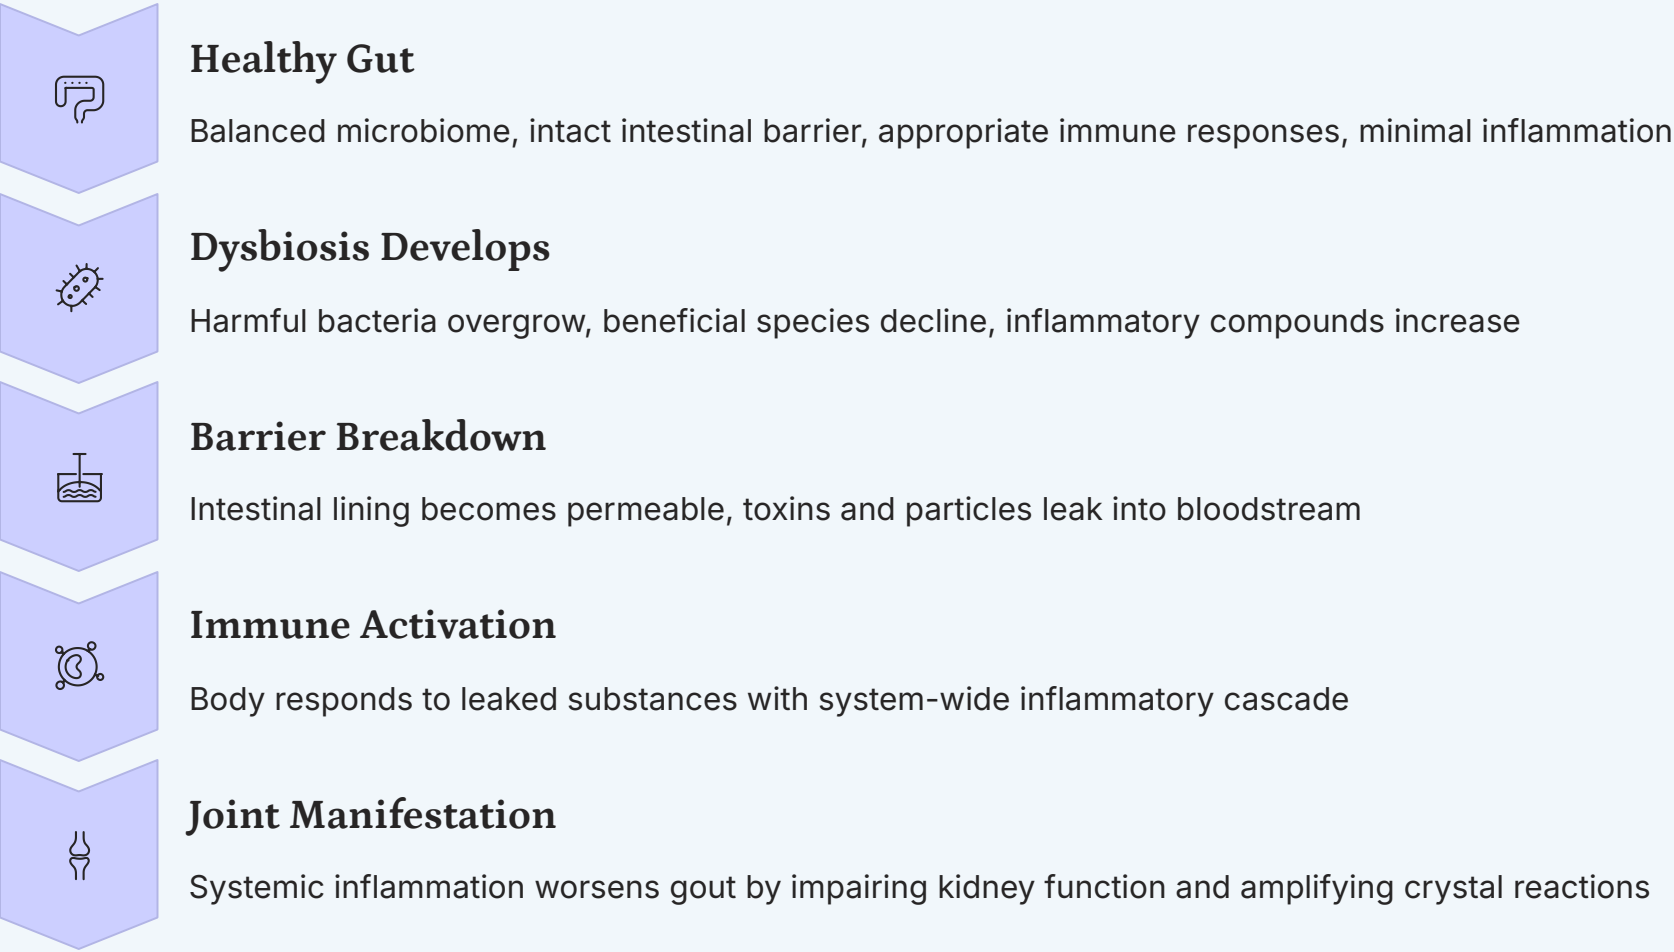 Healthy Gut
Balanced microbiome, intact intestinal barrier, appropriate immune responses, minimal inflammation
Dysbiosis Develops
Harmful bacteria overgrow, beneficial species decline, inflammatory compounds increase
Barrier Breakdown
Intestinal lining becomes permeable, toxins and particles leak into bloodstream
Immune Activation
Body responds to leaked substances with system-wide inflammatory cascade
Joint Manifestation
Systemic inflammation worsens gout by impairing kidney function and amplifying crystal reactions